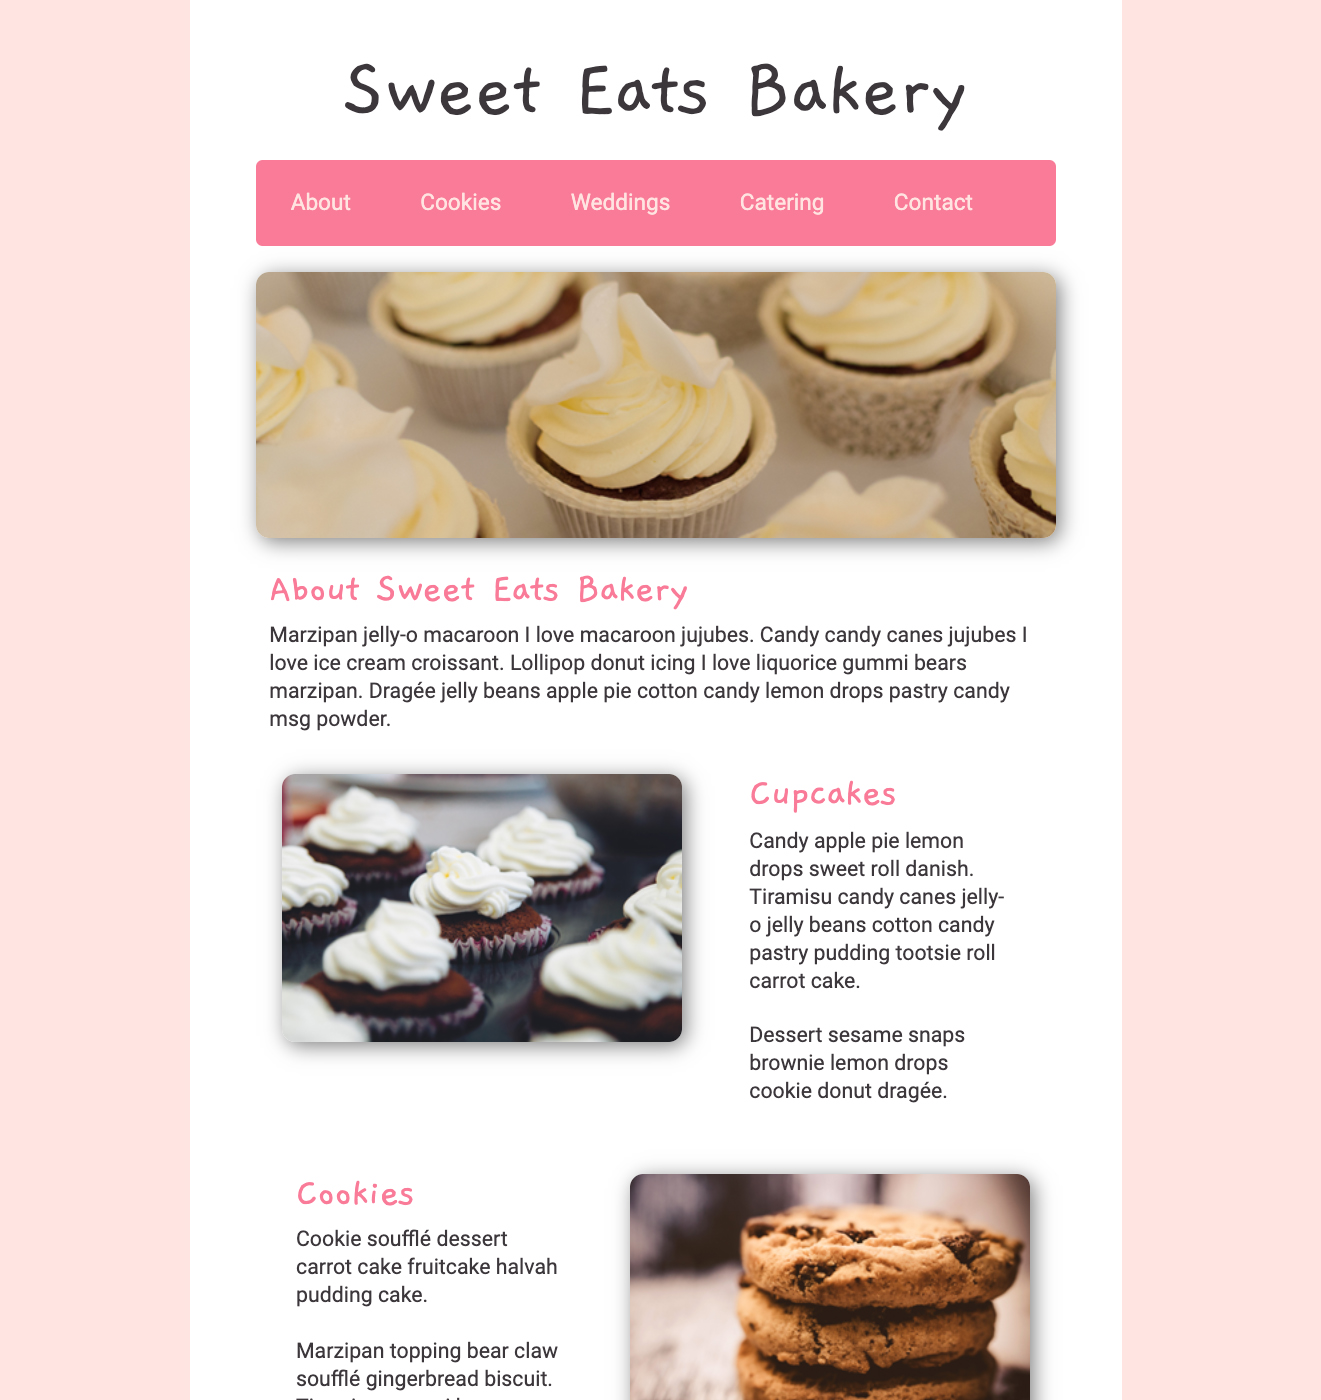 Sweet Eats Bakery
About Cookies Weddings Catering Contact
About Sweet Eats Bakery
Marzipan jelly-o macaroon I love macaroon jujubes. Candy candy canes jujubes I
love ice cream croissant. Lollipop donut icing I love liquorice gummi bears
marzipan. Dragée jelly beans apple pie cotton candy lemon drops pastry candy
msg powder.
Cupcakes
Candy apple pie lemon
drops sweet roll danish.
Tiramisu candy canes jelly-
o jelly beans cotton candy
pastry pudding tootsie roll
carrot cake.
Dessert sesame snaps
brownie lemon drops
cookie donut dragée.
Cookies
Cookie soufflé dessert
carrot cake fruitcake halvah
pudding cake.
Marzipan topping bear claw
soufflé gingerbread biscuit.